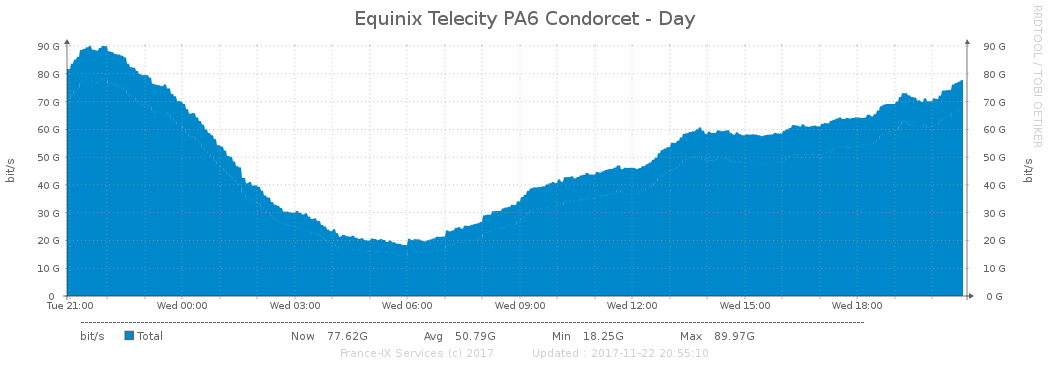 Equinix Telecity PA6 Condorcet - Day
RRDTOOL / TOBI OETIKER
bit/s
90 G 90 G
80 G 80 G
70 G 70 G
60 G 60 G
50 G 50 G
40 G 40 G
30 G 30 G
20 G 20 G
10 G 10 G
0 0 G
bit/s
Tue 21:00 Wed 00:00 Wed 03:00 Wed 06:00 Wed 09:00 Wed 12:00 Wed 15:00 Wed 18:00
bit/s Total Now 77.62G Avg 50.79G Min 18.25G Max 89.97G
France-IX Services (c) 2017 Updated : 2017-11-22 20:55:10